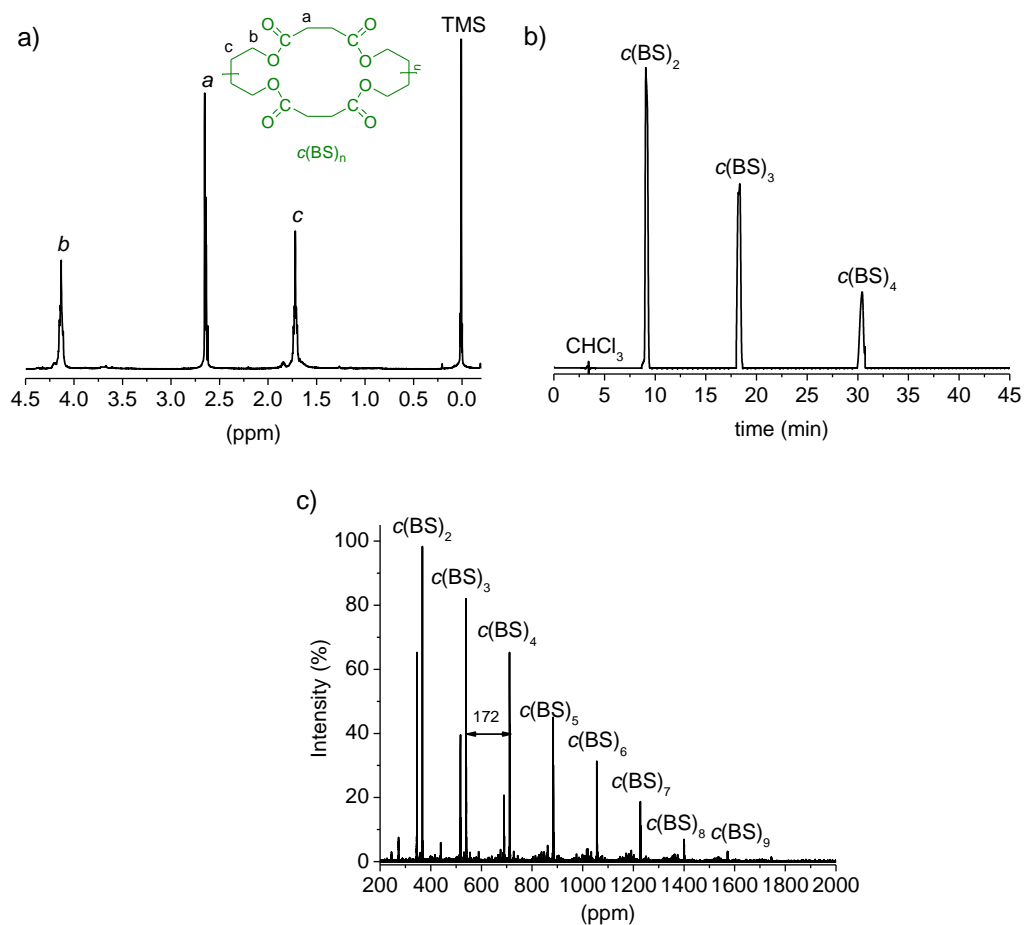 a)
TMS
a
b
c
O
O
C
C
O
O
O
O
C
C
O
O
n
c(BS)n
a
b
c
4.5 4.0 3.5 3.0 2.5 2.0 1.5 1.0 0.5 0.0
(ppm)
b)
c(BS)2
c(BS)3
c(BS)4
CHCl3
0 5 10 15 20 25 30 35 40 45
time (min)
c)
c(BS)2
c(BS)3
c(BS)4
172
c(BS)5
c(BS)6
c(BS)7
c(BS)8
c(BS)9
Intensity (%)
100
80
60
40
20
0
200 400 600 800 1000 1200 1400 1600 1800 2000
(ppm)